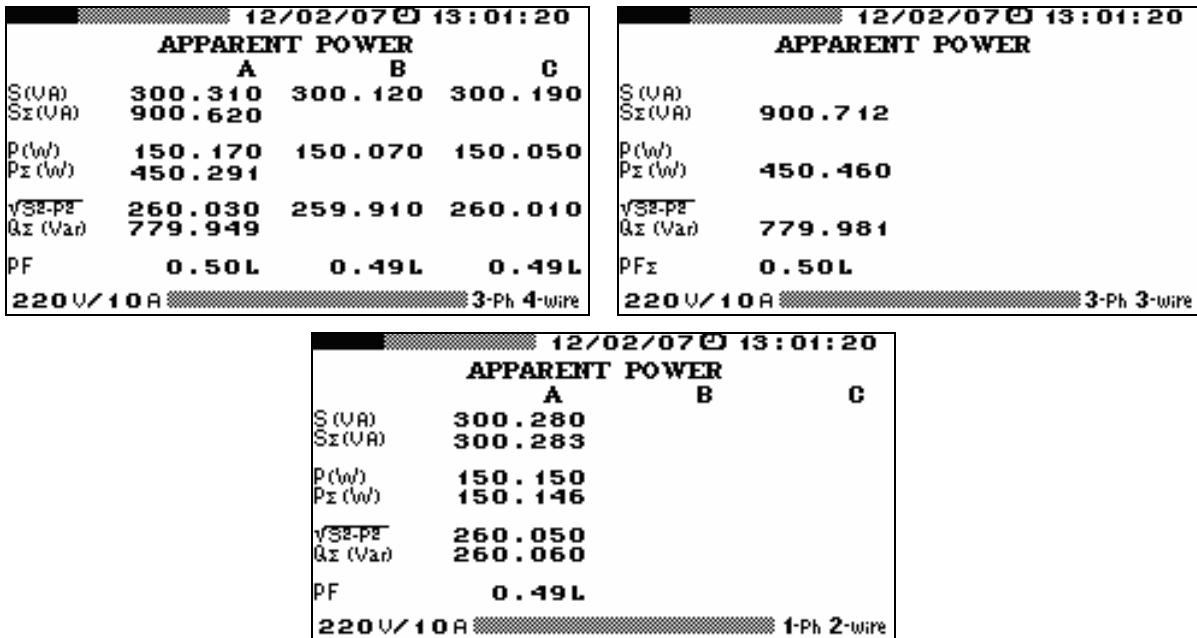 12/02/07 13:01:20
APPARENT POWER
A B C
S(VA) 300.310 300.120 300.190
SΣ(VA) 900.620
P(W) 150.170 150.070 150.050
PΣ(W) 450.291
√S²-P² 260.030 259.910 260.010
QΣ(Var) 779.949
PF 0.50L 0.49L 0.49L
220V/10A 3-Ph 4-wire
12/02/07 13:01:20
APPARENT POWER
S(VA)
SΣ(VA) 900.712
P(W)
PΣ(W) 450.460
√S²-P²
QΣ(Var) 779.981
PFΣ 0.50L
220V/10A 3-Ph 3-wire
12/02/07 13:01:20
APPARENT POWER
A B C
S(VA) 300.280
SΣ(VA) 300.283
P(W) 150.150
PΣ(W) 150.146
√S²-P² 260.050
QΣ(Var) 260.060
PF 0.49L
220V/10A 1-Ph 2-wire